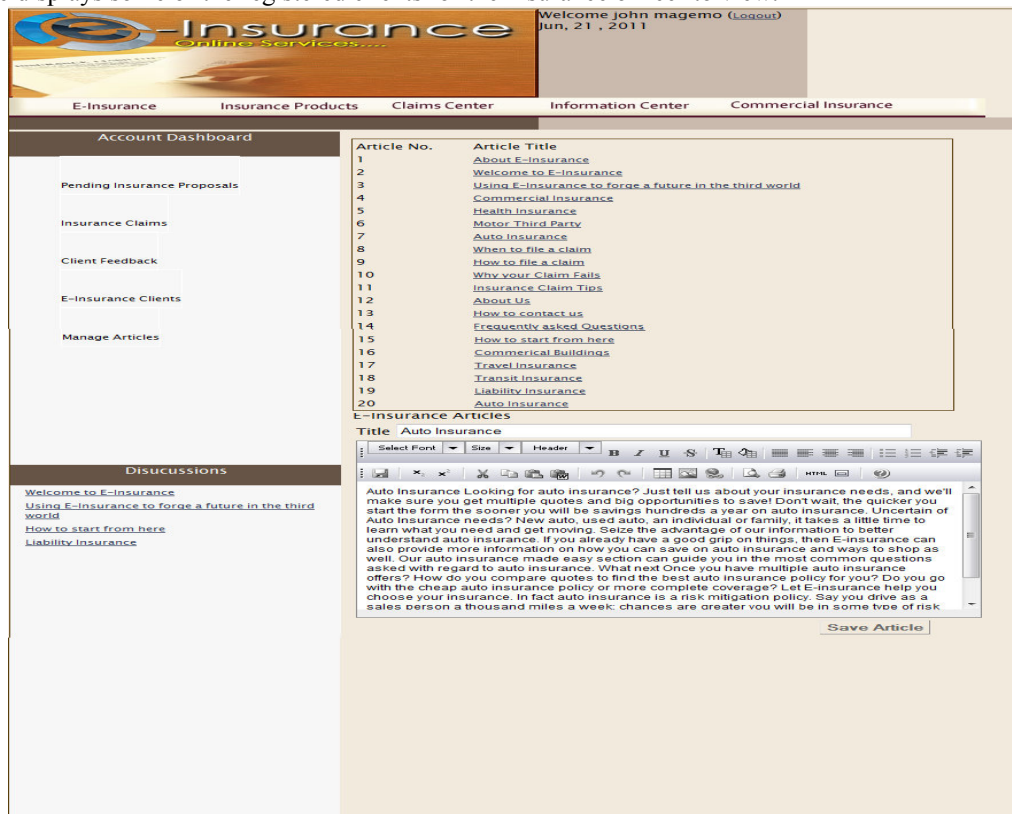 displays some of the registered clients for the insurance officer to view.
e-Insurance
Online Services....
Welcome john magemo (Logout)
Jun, 21 , 2011
E-Insurance Insurance Products Claims Center Information Center Commercial Insurance
Account Dashboard
Pending Insurance Proposals
Insurance Claims
Client Feedback
E-Insurance Clients
Manage Articles
Disucussions
Welcome to E-Insurance
Using E-Insurance to forge a future in the third
world
How to start from here
Liability Insurance
Article No. Article Title
1 About E-Insurance
2 Welcome to E-Insurance
3 Using E-Insurance to forge a future in the third world
4 Commercial Insurance
5 Health Insurance
6 Motor Third Party
7 Auto Insurance
8 When to file a claim
9 How to file a claim
10 Why your Claim Fails
11 Insurance Claim Tips
12 About Us
13 How to contact us
14 Frequently asked Questions
15 How to start from here
16 Commerical Buildings
17 Travel Insurance
18 Transit Insurance
19 Liability Insurance
20 Auto Insurance
E-Insurance Articles
Title Auto Insurance
Select Font Size Header B I U S T
x, x² W HTML
Auto Insurance Looking for auto insurance? Just tell us about your insurance needs, and we'll
make sure you get multiple quotes and big opportunities to save! Don't wait, the quicker you
start the form the sooner you will be savings hundreds a year on auto insurance. Uncertain of
Auto Insurance needs? New auto, used auto, an individual or family, it takes a little time to
learn what you need and get moving. Seize the advantage of our information to better
understand auto insurance. If you already have a good grip on things, then E-insurance can
also provide more information on how you can save on auto insurance and ways to shop as
well. Our auto insurance made easy section can guide you in the most common questions
asked with regard to auto insurance. What next Once you have multiple auto insurance
offers? How do you compare quotes to find the best auto insurance policy for you? Do you go
with the cheap auto insurance policy or more complete coverage? Let E-insurance help you
choose your insurance. In fact auto insurance is a risk mitigation policy. Say you drive as a
sales person a thousand miles a week: chances are greater you will be in some type of risk
Save Article